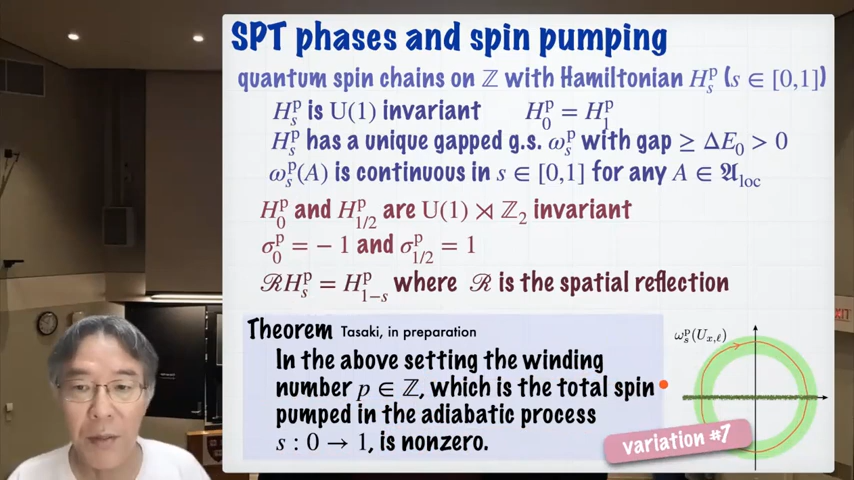 SPT phases and spin pumping
quantum spin chains on ℤ with Hamiltonian H_s^p (s ∈ [0,1])
H_s^p is U(1) invariant H_0^p = H_1^p
H_s^p has a unique gapped g.s. ω_s^p with gap ≥ ΔE_0 > 0
ω_s^p(A) is continuous in s ∈ [0,1] for any A ∈ 𝔄_loc
H_0^p and H_{1/2}^p are U(1) ⋊ ℤ_2 invariant
σ_0^p = − 1 and σ_{1/2}^p = 1
ℛH_s^p = H_{1−s}^p where ℛ is the spatial reflection
Theorem Tasaki, in preparation
In the above setting the winding
number p ∈ ℤ, which is the total spin
pumped in the adiabatic process
s : 0 → 1, is nonzero.
ω_s^p(U_{x,ℓ})
variation #7